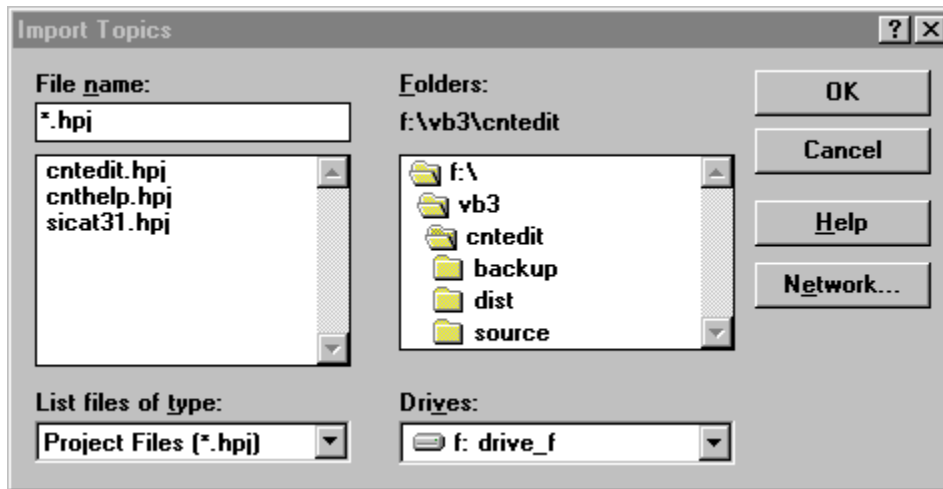 Import Topics
File name:
*.hpj
cntedit.hpj
cnthelp.hpj
sicat31.hpj
List files of type:
Project Files (*.hpj)
Folders:
f:\vb3\cntedit
f:\
vb3
cntedit
backup
dist
source
Drives:
f: drive_f
OK
Cancel
Help
Network...